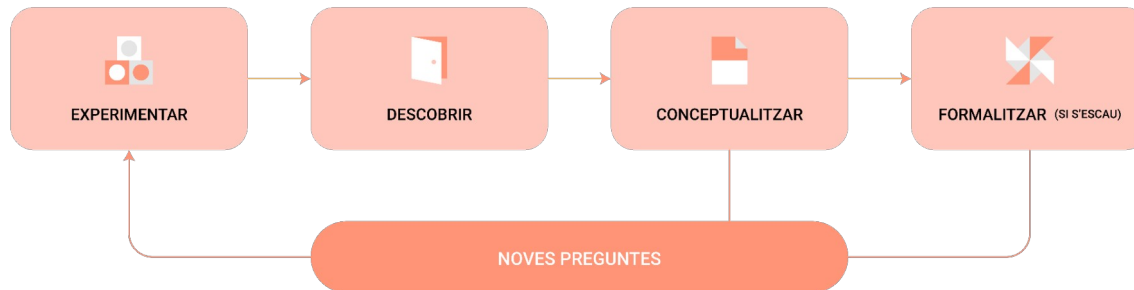 EXPERIMENTAR
DESCOBRIR
CONCEPTUALITZAR
FORMALITZAR (SI S'ESCAU)
NOVES PREGUNTES